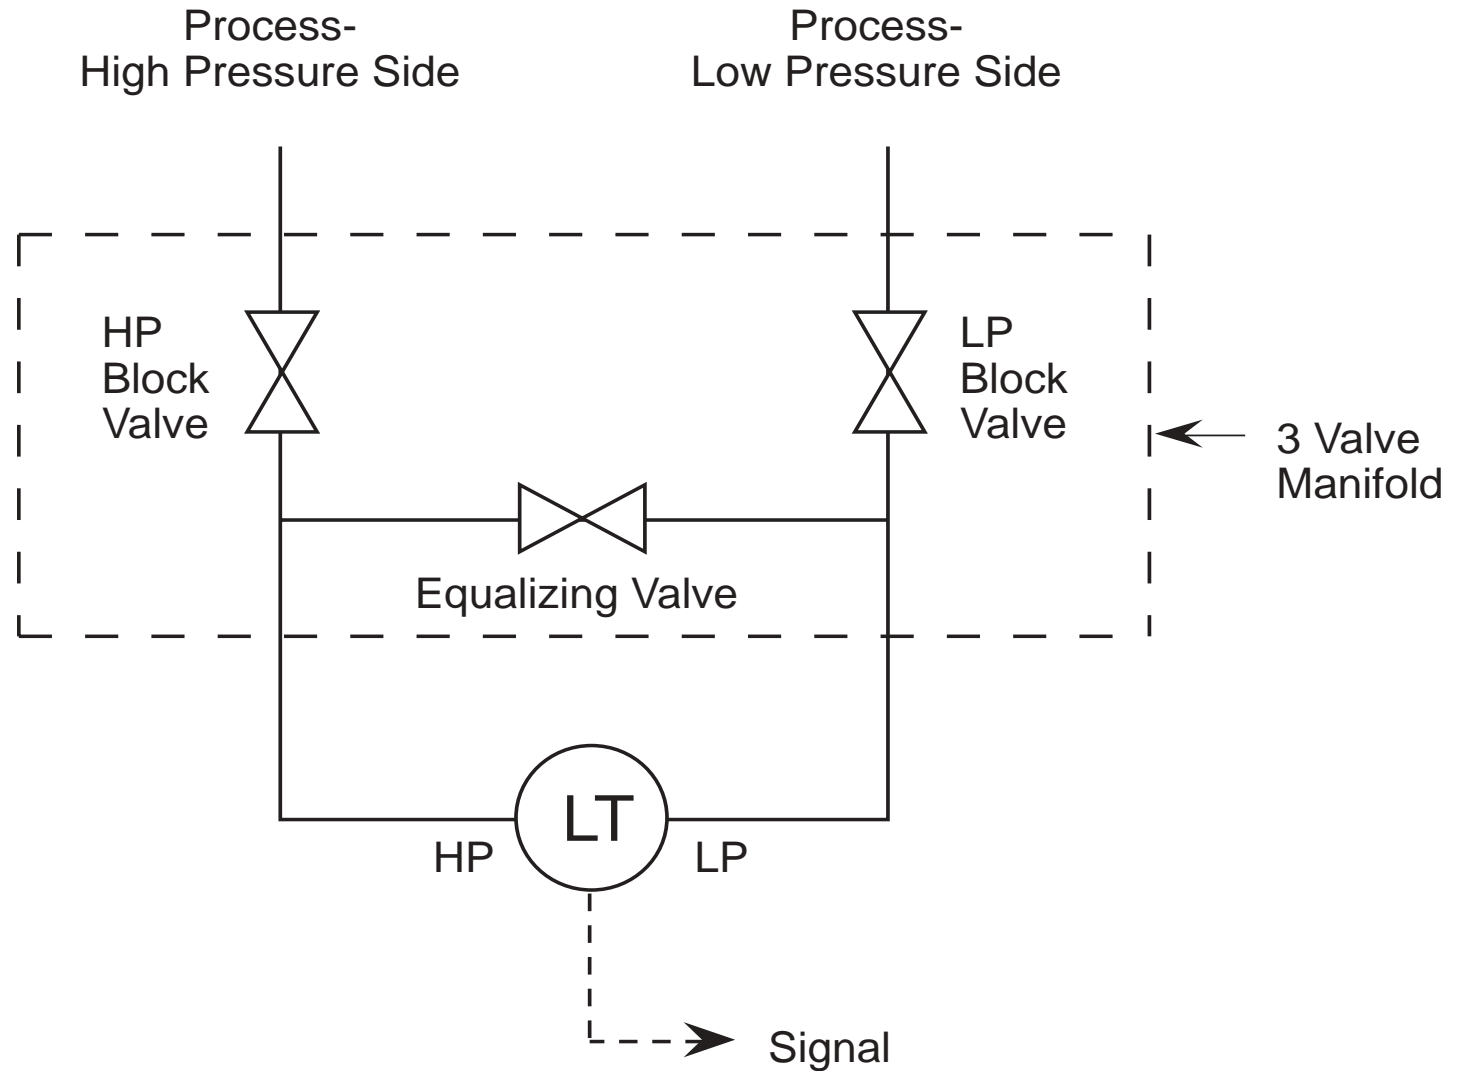 Process-
High Pressure Side
Process-
Low Pressure Side
HP
Block
Valve
LP
Block
Valve
3 Valve
Manifold
Equalizing Valve
LT
HP
LP
Signal